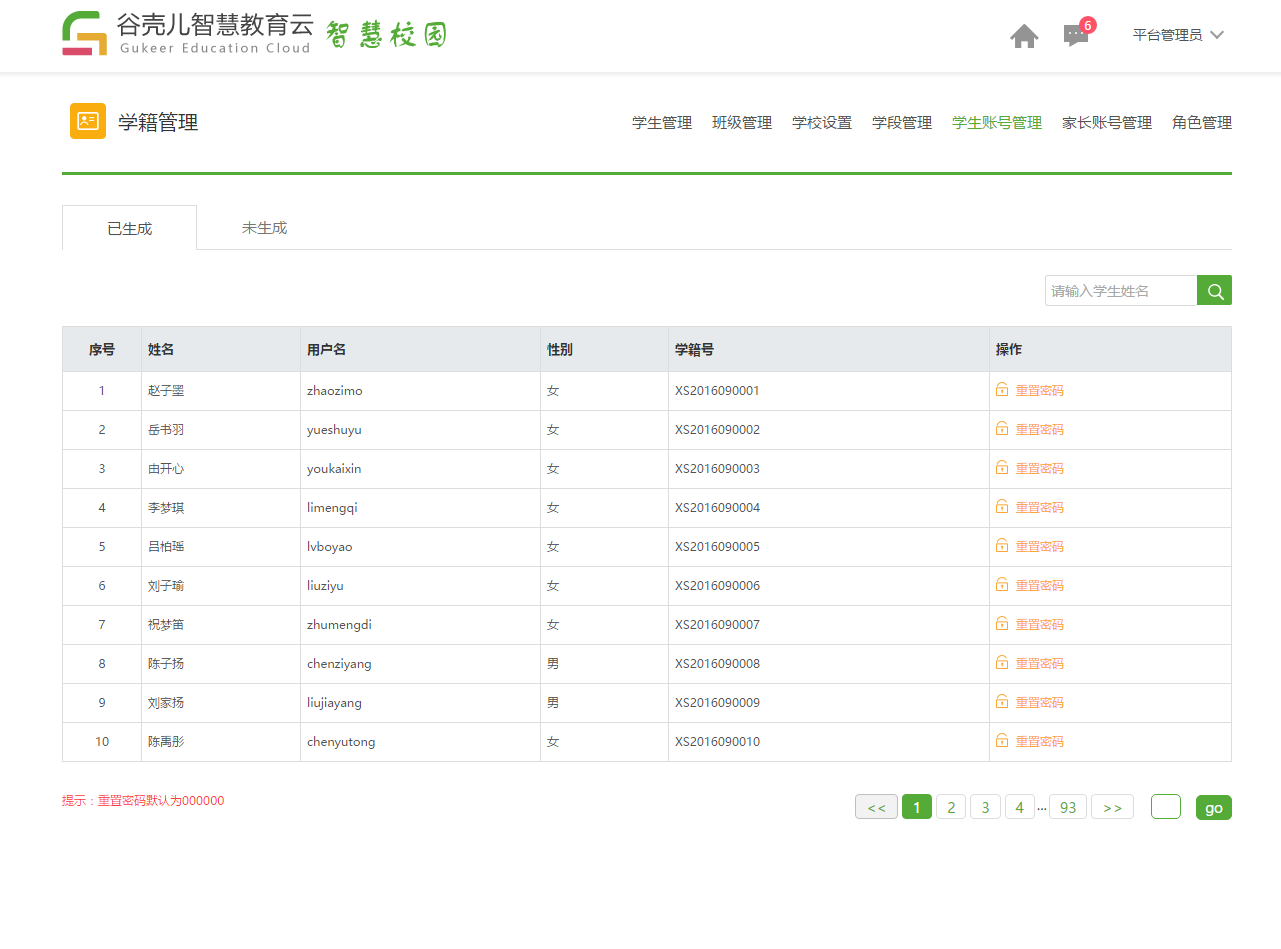 谷壳儿智慧教育云 智慧校园
Gukeer Education Cloud
6
平台管理员
学籍管理
学生管理 班级管理 学校设置 学段管理 学生账号管理 家长账号管理 角色管理
已生成 未生成
请输入学生姓名
序号 姓名 用户名 性别 学籍号 操作
1 赵子墨 zhaozimo 女 XS2016090001 重置密码
2 岳书羽 yueshuyu 女 XS2016090002 重置密码
3 由开心 youkaixin 女 XS2016090003 重置密码
4 李梦琪 limengqi 女 XS2016090004 重置密码
5 吕柏瑶 lvboyao 女 XS2016090005 重置密码
6 刘子瑜 liuziyu 女 XS2016090006 重置密码
7 祝梦笛 zhumengdi 女 XS2016090007 重置密码
8 陈子扬 chenziyang 男 XS2016090008 重置密码
9 刘家扬 liujiayang 男 XS2016090009 重置密码
10 陈禹彤 chenyutong 女 XS2016090010 重置密码
提示：重置密码默认为000000
<< 1 2 3 4 ... 93 >> go